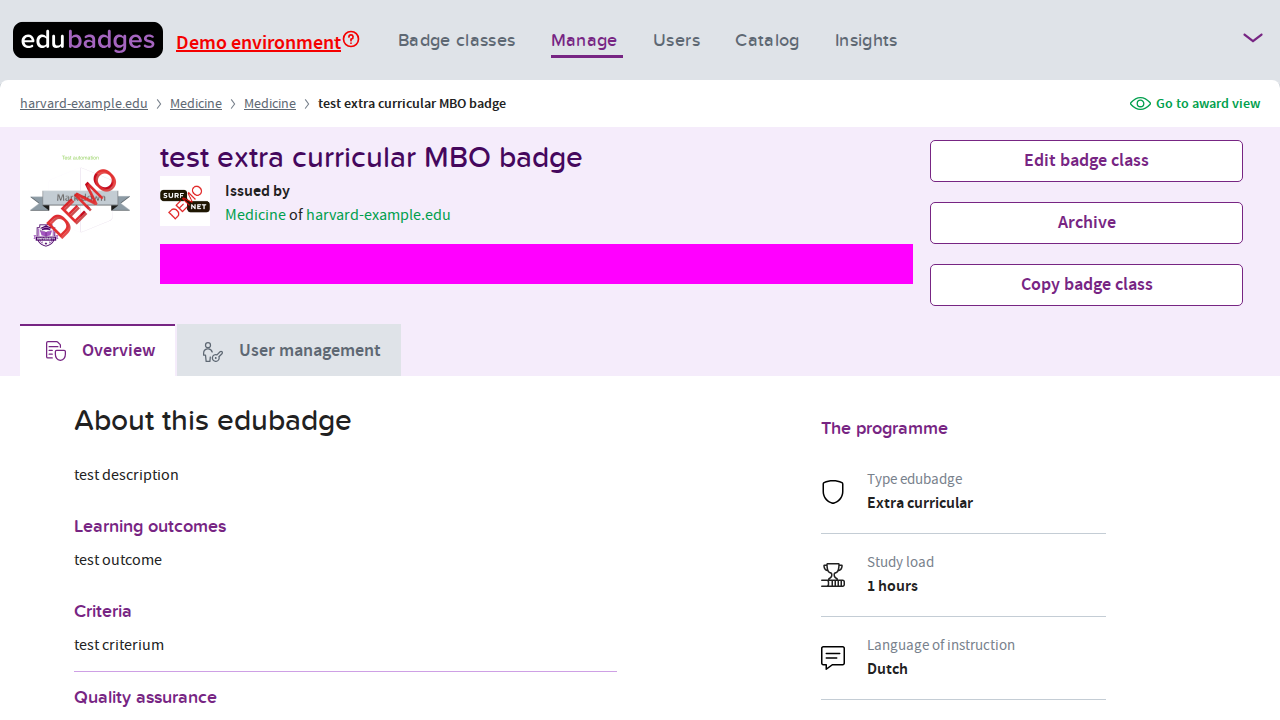 edubadges
Demo environment
Badge classes
Manage
Users
Catalog
Insights
harvard-example.edu > Medicine > Medicine > test extra curricular MBO badge
Go to award view
Test automation
Markdown
DEMO
test extra curricular MBO badge
SURF
NET
DEMO
Issued by
Medicine of harvard-example.edu
Edit badge class
Archive
Copy badge class
Overview
User management
About this edubadge
test description
Learning outcomes
test outcome
Criteria
test criterium
Quality assurance
The programme
Type edubadge
Extra curricular
Study load
1 hours
Language of instruction
Dutch